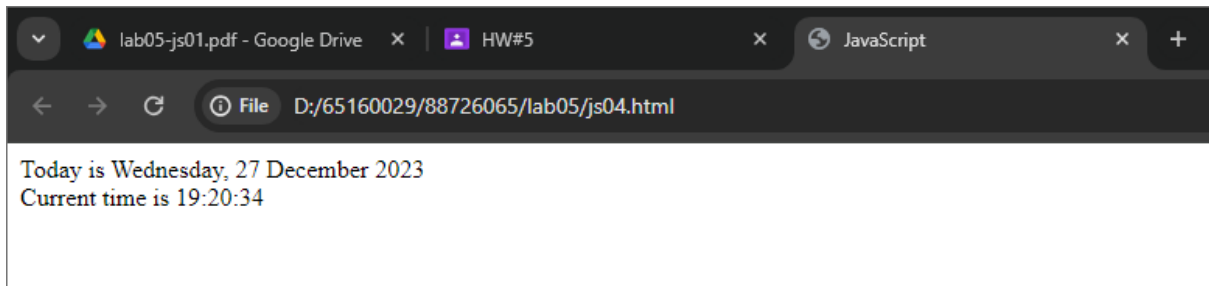 lab05-js01.pdf - Google Drive
HW#5
JavaScript
File D:/65160029/88726065/lab05/js04.html
Today is Wednesday, 27 December 2023
Current time is 19:20:34